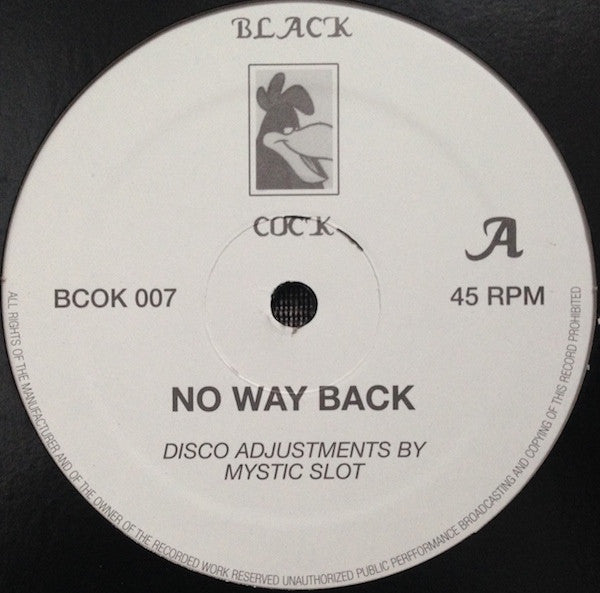 BLACK
COCK
A
BCOK 007
45 RPM
NO WAY BACK
DISCO ADJUSTMENTS BY
MYSTIC SLOT
ALL RIGHTS OF THE MANUFACTURER AND OF THE OWNER OF THE RECORDED WORK RESERVED UNAUTHORIZED PUBLIC PERFFORMANCE BROADCASTING AND COPYING OF THIS RECORD PROHIBITED